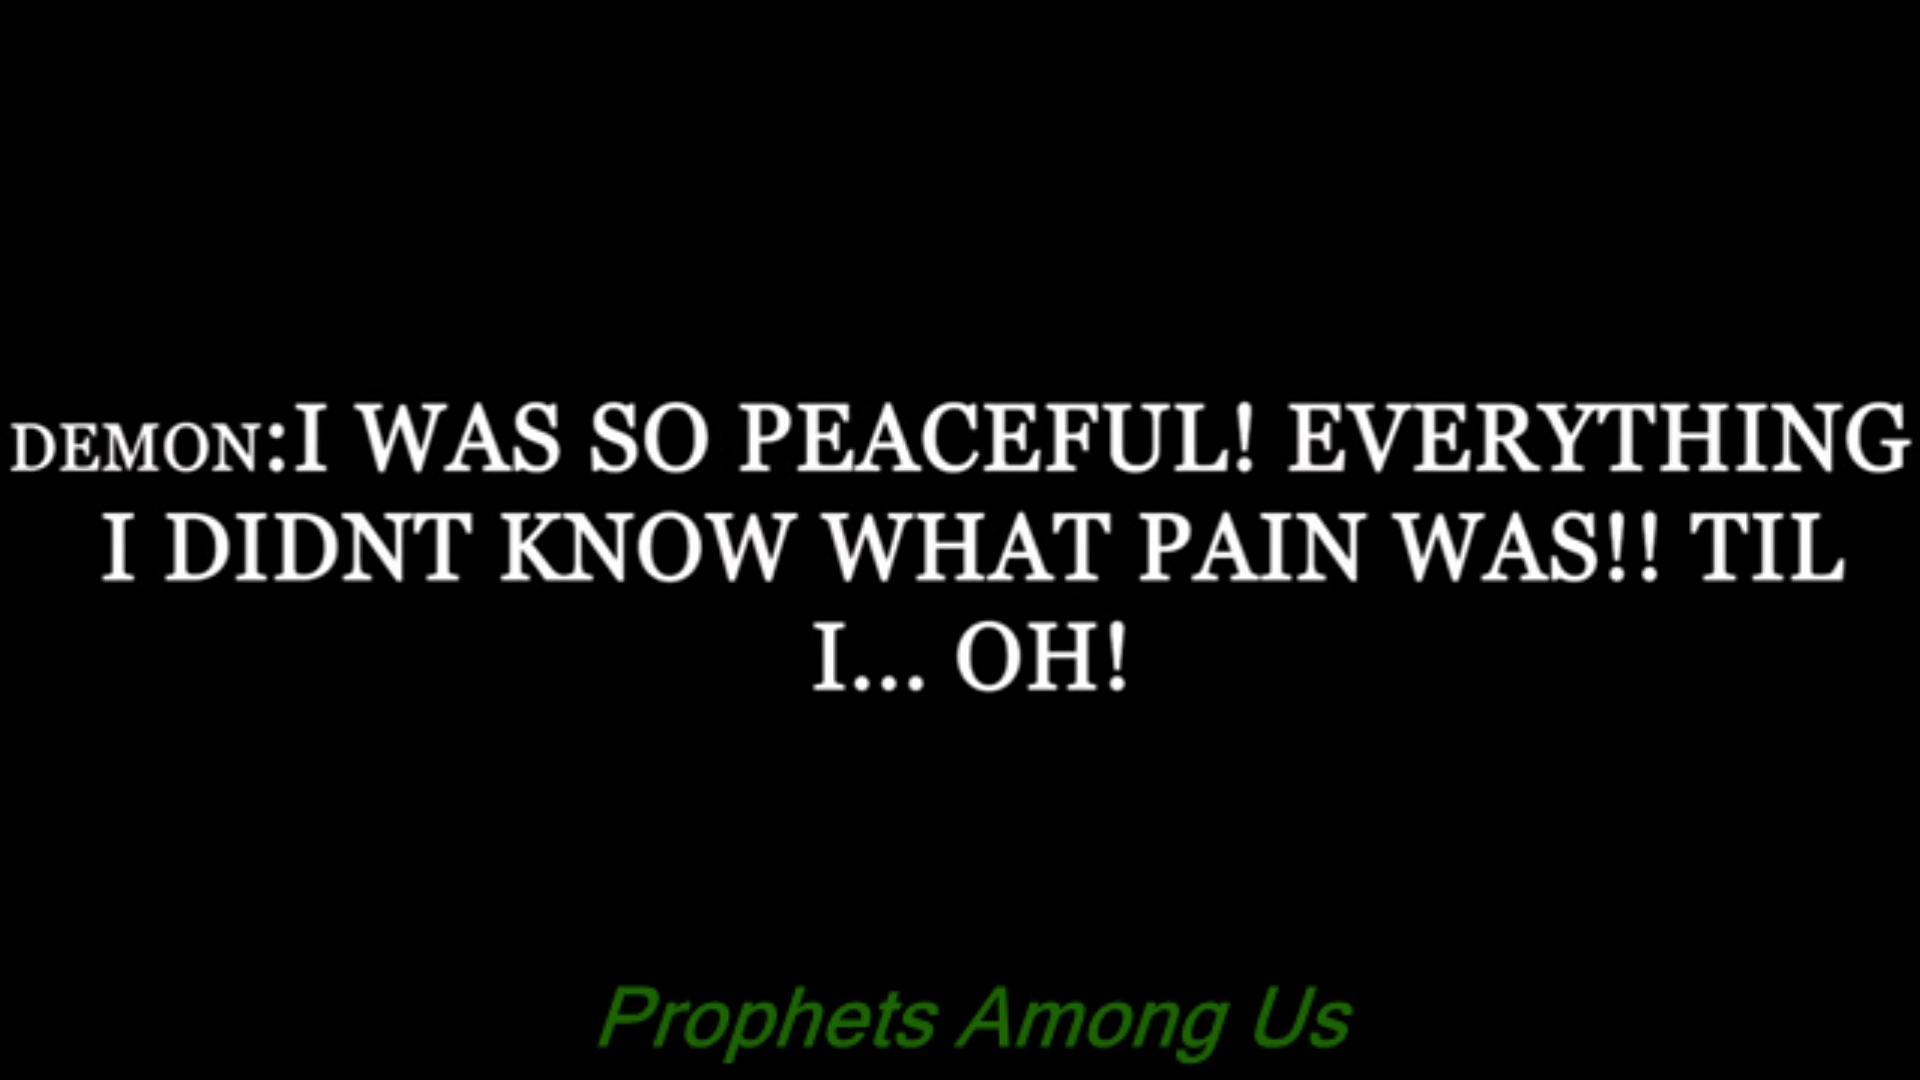 DEMON:I WAS SO PEACEFUL! EVERYTHING
I DIDNT KNOW WHAT PAIN WAS!! TIL
I... OH!
Prophets Among Us